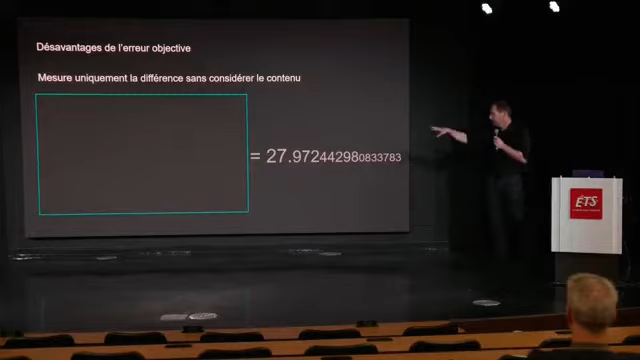 Désavantages de l'erreur objective
Mesure uniquement la différence sans considérer le contenu
= 27.972442980833783
ÉTS